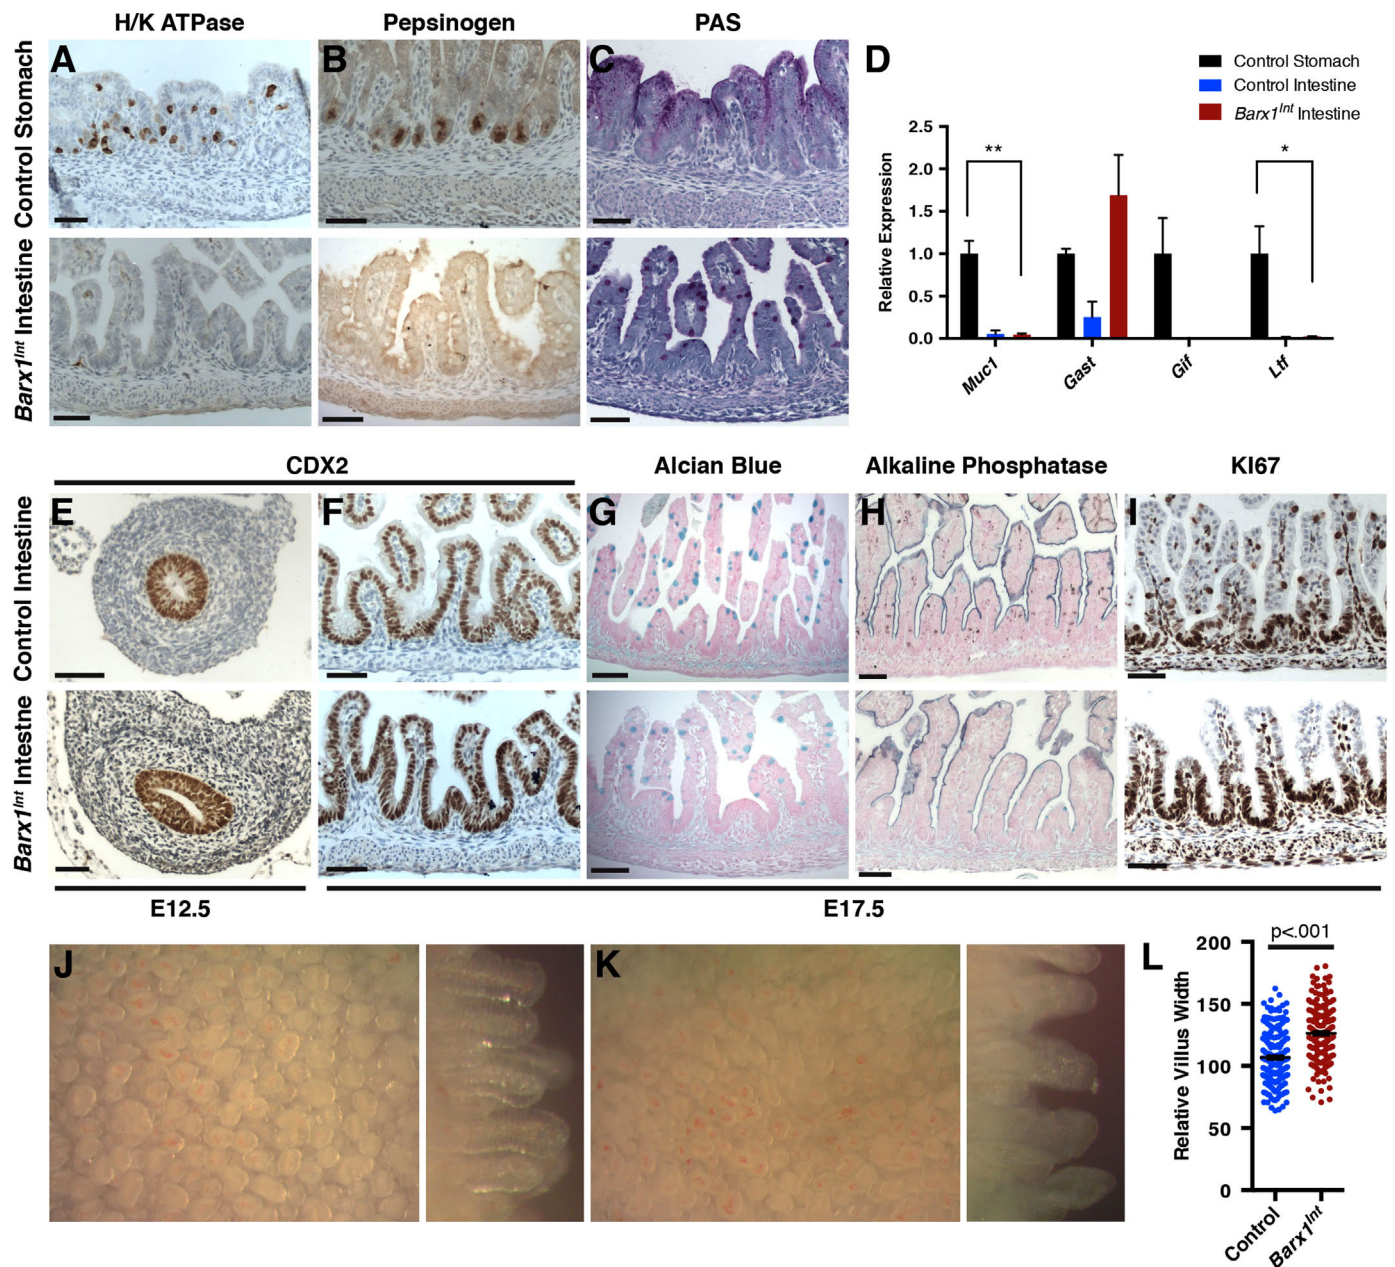 H/K ATPase
Pepsinogen
PAS
Control Stomach
Barx1Int Intestine
A
B
C
D
Control Stomach
Control Intestine
Barx1Int Intestine
Relative Expression
2.5
2.0
1.5
1.0
0.5
0.0
**
*
Muc1
Gast
Gif
Ltf
CDX2
Alcian Blue
Alkaline Phosphatase
KI67
Control Intestine
Barx1Int Intestne
E
F
G
H
I
E12.5
E17.5
J
K
L
p<.001
Relative Villus Width
200
150
100
50
0
Control
Barx1Int